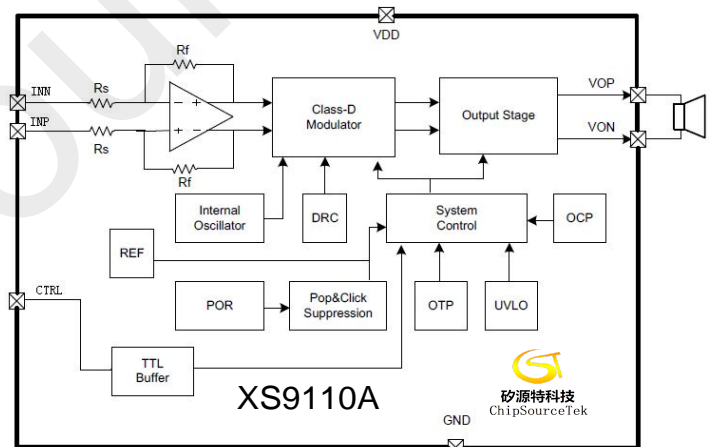 VDD
Rf
INN
Rs
INP
Rs
Rf
Class-D
Modulator
Output Stage
VOP
VON
Internal
Oscillator
DRC
System
Control
OCP
REF
CTRL
POR
Pop&Click
Suppression
OTP
UVLO
TTL
Buffer
XS9110A
矽源特科技
ChipSourceTek
GND